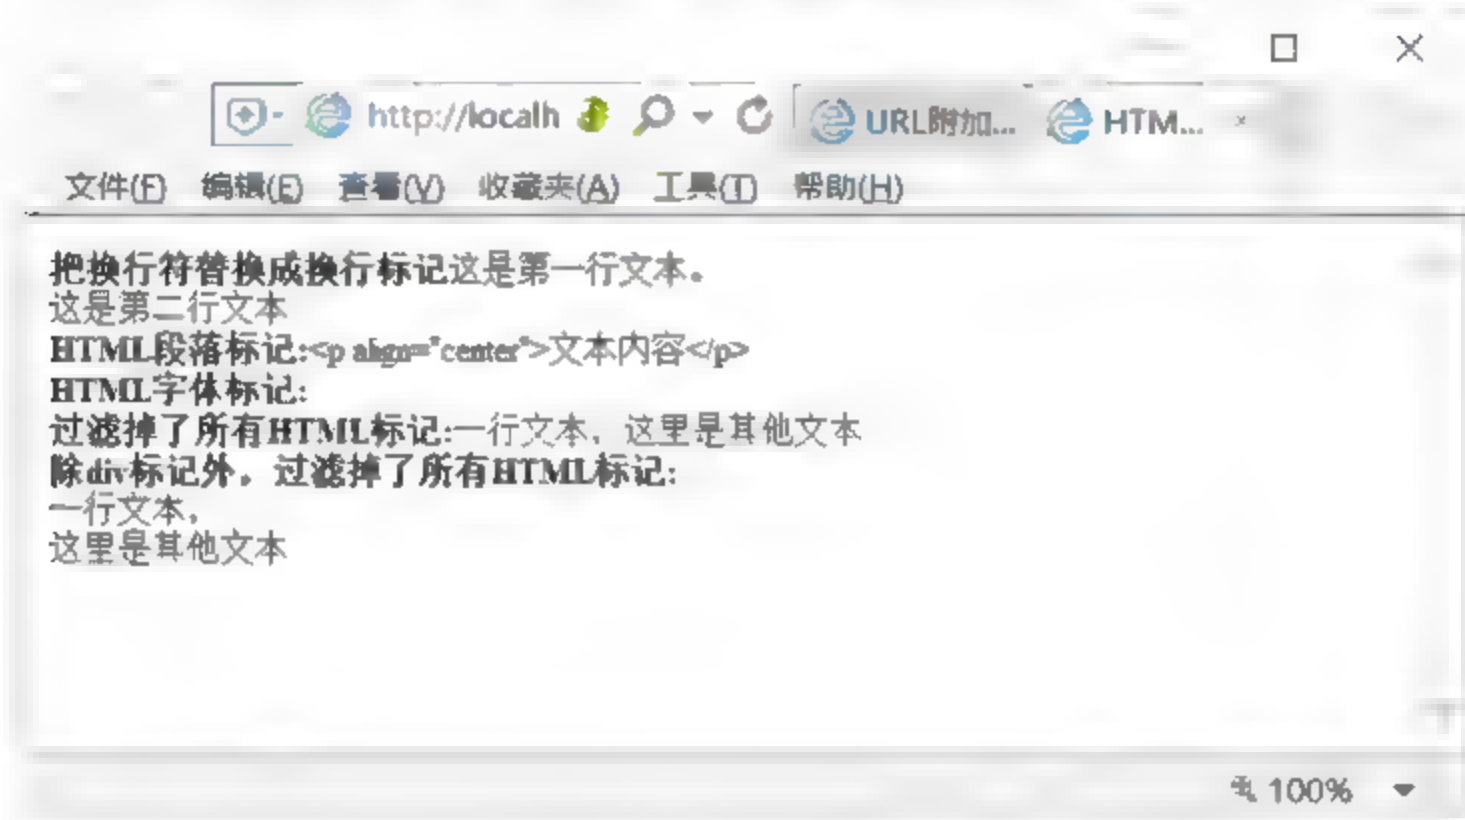 http://localh
URL附加...
HTM...
文件(F) 编辑(E) 查看(V) 收藏夹(A) 工具(T) 帮助(H)
把换行符替换成换行标记这是第一行文本。
这是第二行文本
HTML段落标记:<p align="center">文本内容</p>
HTML字体标记:
过滤掉了所有HTML标记:一行文本，这里是其他文本
除div标记外，过滤掉了所有HTML标记:
一行文本，
这里是其他文本
100%